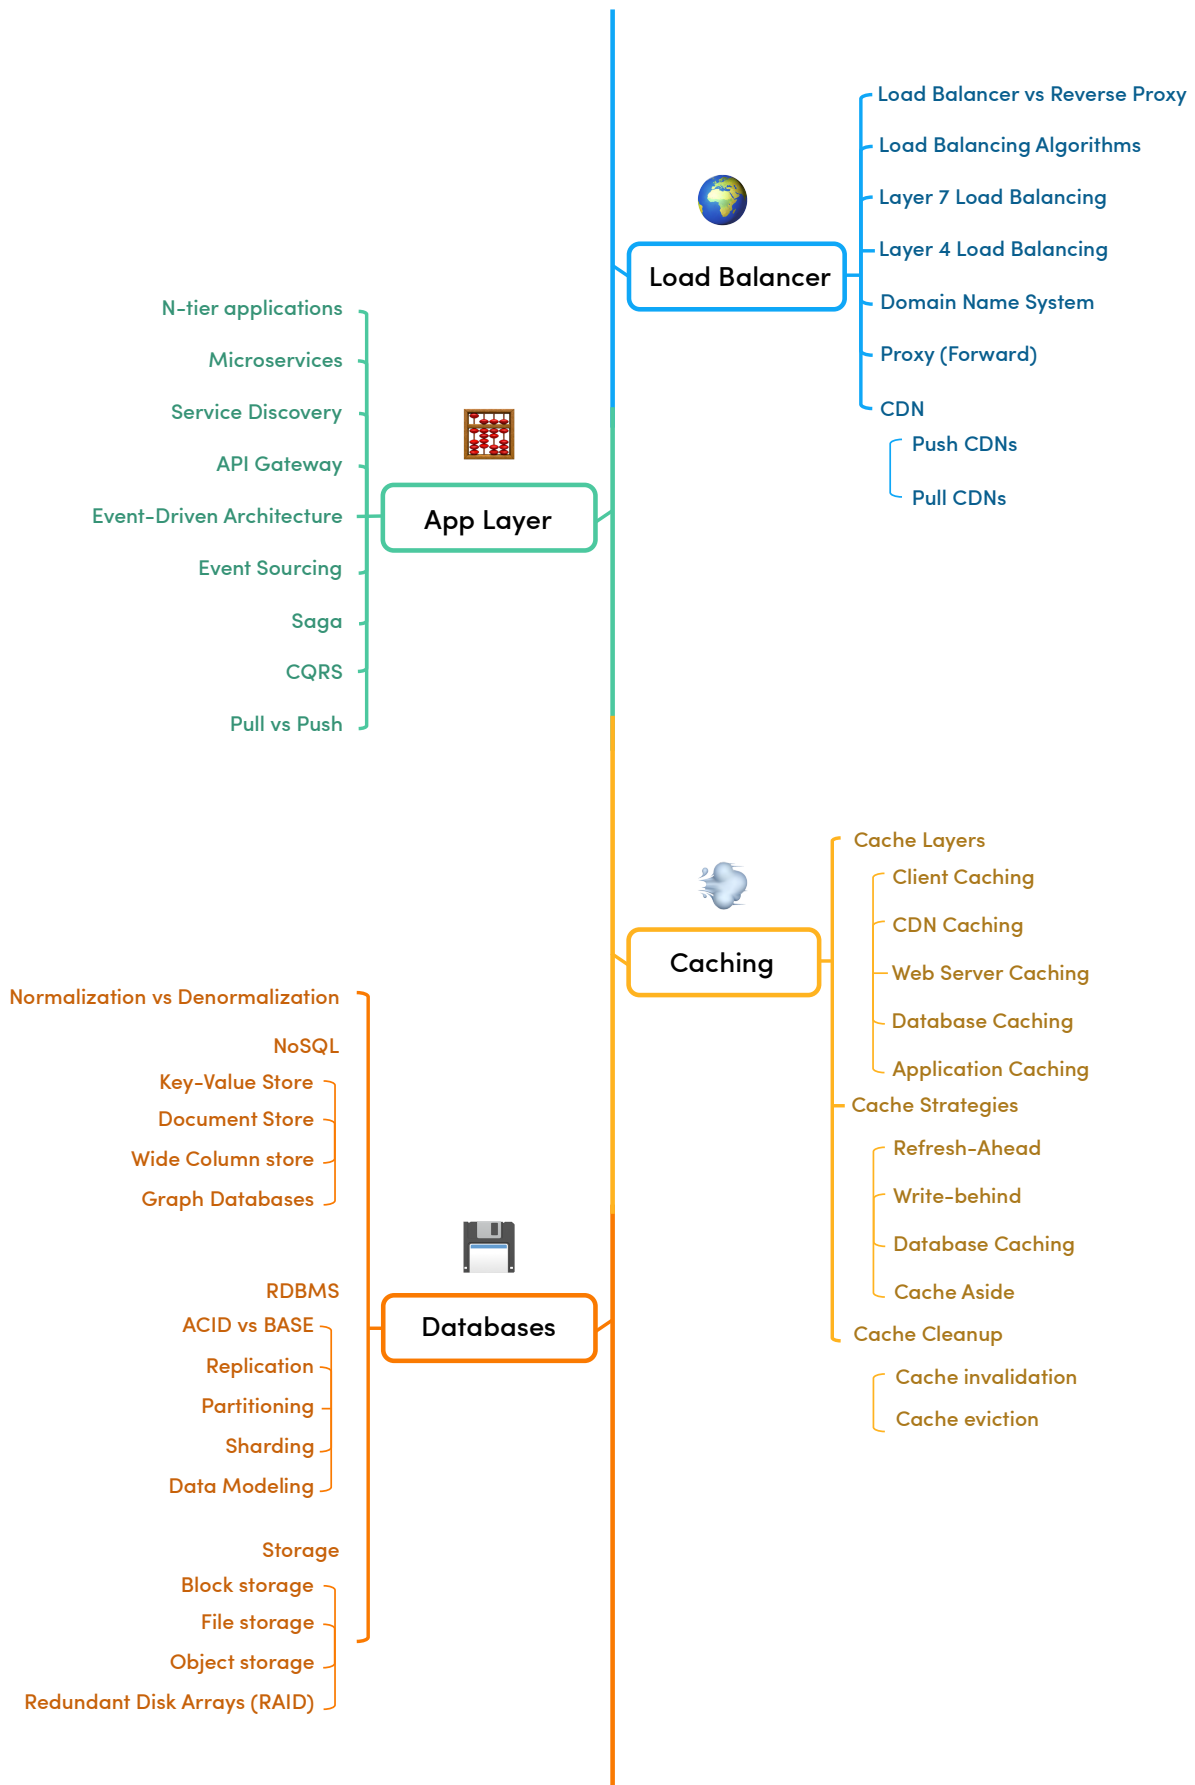 Load Balancer
Load Balancer vs Reverse Proxy
Load Balancing Algorithms
Layer 7 Load Balancing
Layer 4 Load Balancing
Domain Name System
Proxy (Forward)
CDN
Push CDNs
Pull CDNs
App Layer
N-tier applications
Microservices
Service Discovery
API Gateway
Event-Driven Architecture
Event Sourcing
Saga
CQRS
Pull vs Push
Caching
Cache Layers
Client Caching
CDN Caching
Web Server Caching
Database Caching
Application Caching
Cache Strategies
Refresh-Ahead
Write-behind
Database Caching
Cache Aside
Cache Cleanup
Cache invalidation
Cache eviction
Databases
Normalization vs Denormalization
NoSQL
Key-Value Store
Document Store
Wide Column store
Graph Databases
RDBMS
ACID vs BASE
Replication
Partitioning
Sharding
Data Modeling
Storage
Block storage
File storage
Object storage
Redundant Disk Arrays (RAID)